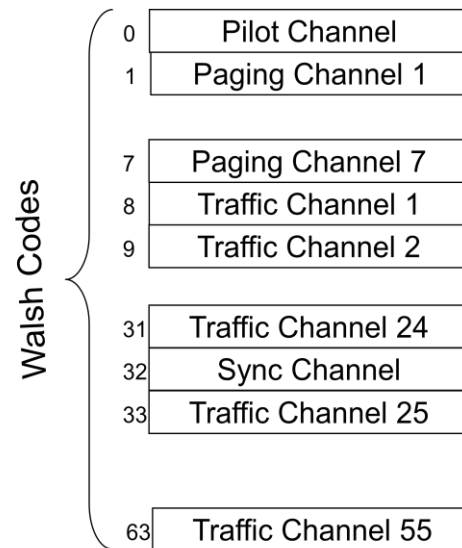 Walsh Codes
0 Pilot Channel
1 Paging Channel 1
7 Paging Channel 7
8 Traffic Channel 1
9 Traffic Channel 2
31 Traffic Channel 24
32 Sync Channel
33 Traffic Channel 25
63 Traffic Channel 55